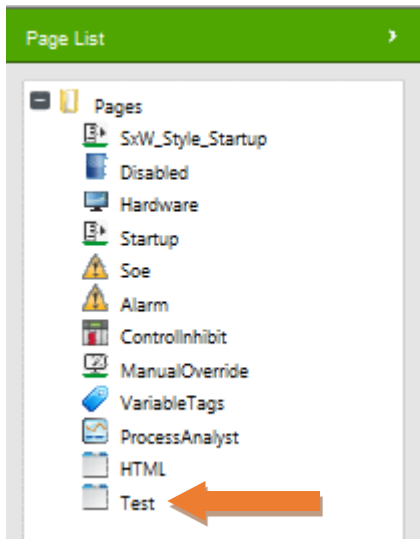 Page List
Pages
SxW_Style_Startup
Disabled
Hardware
Startup
Soe
Alarm
ControlInhibit
ManualOverride
VariableTags
ProcessAnalyst
HTML
Test